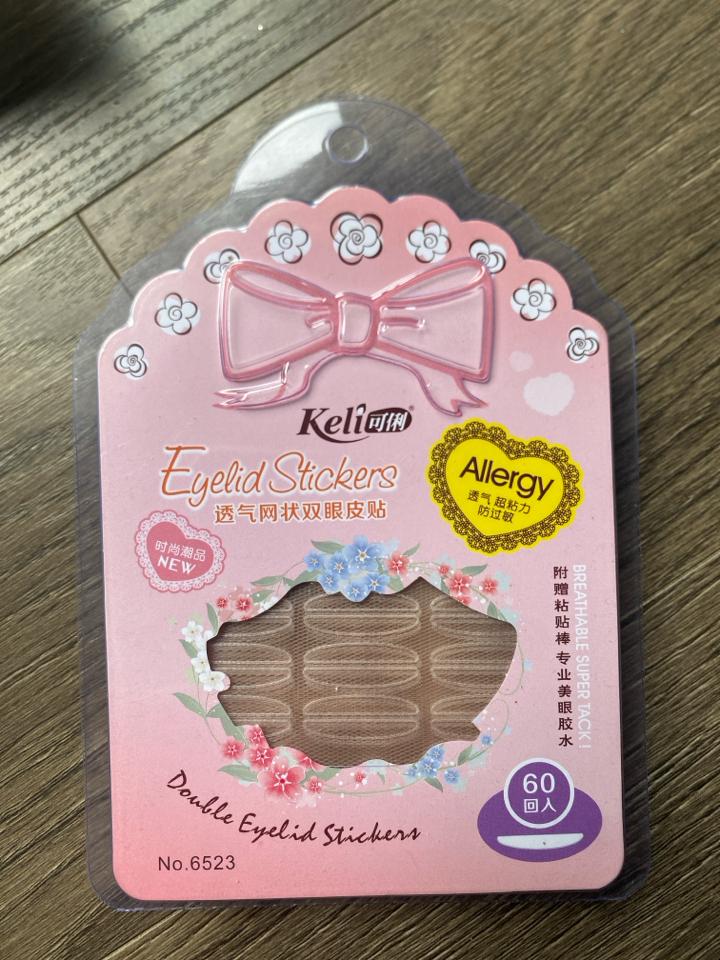 Keli可俐®
Eyelid Stickers
透气网状双眼皮贴
Allergy
透气 超粘力
防过敏
时尚潮品
NEW
BREATHABLE SUPER TACK!
附赠粘贴棒 专业美眼胶水
60
回人
Double Eyelid Stickers
No.6523